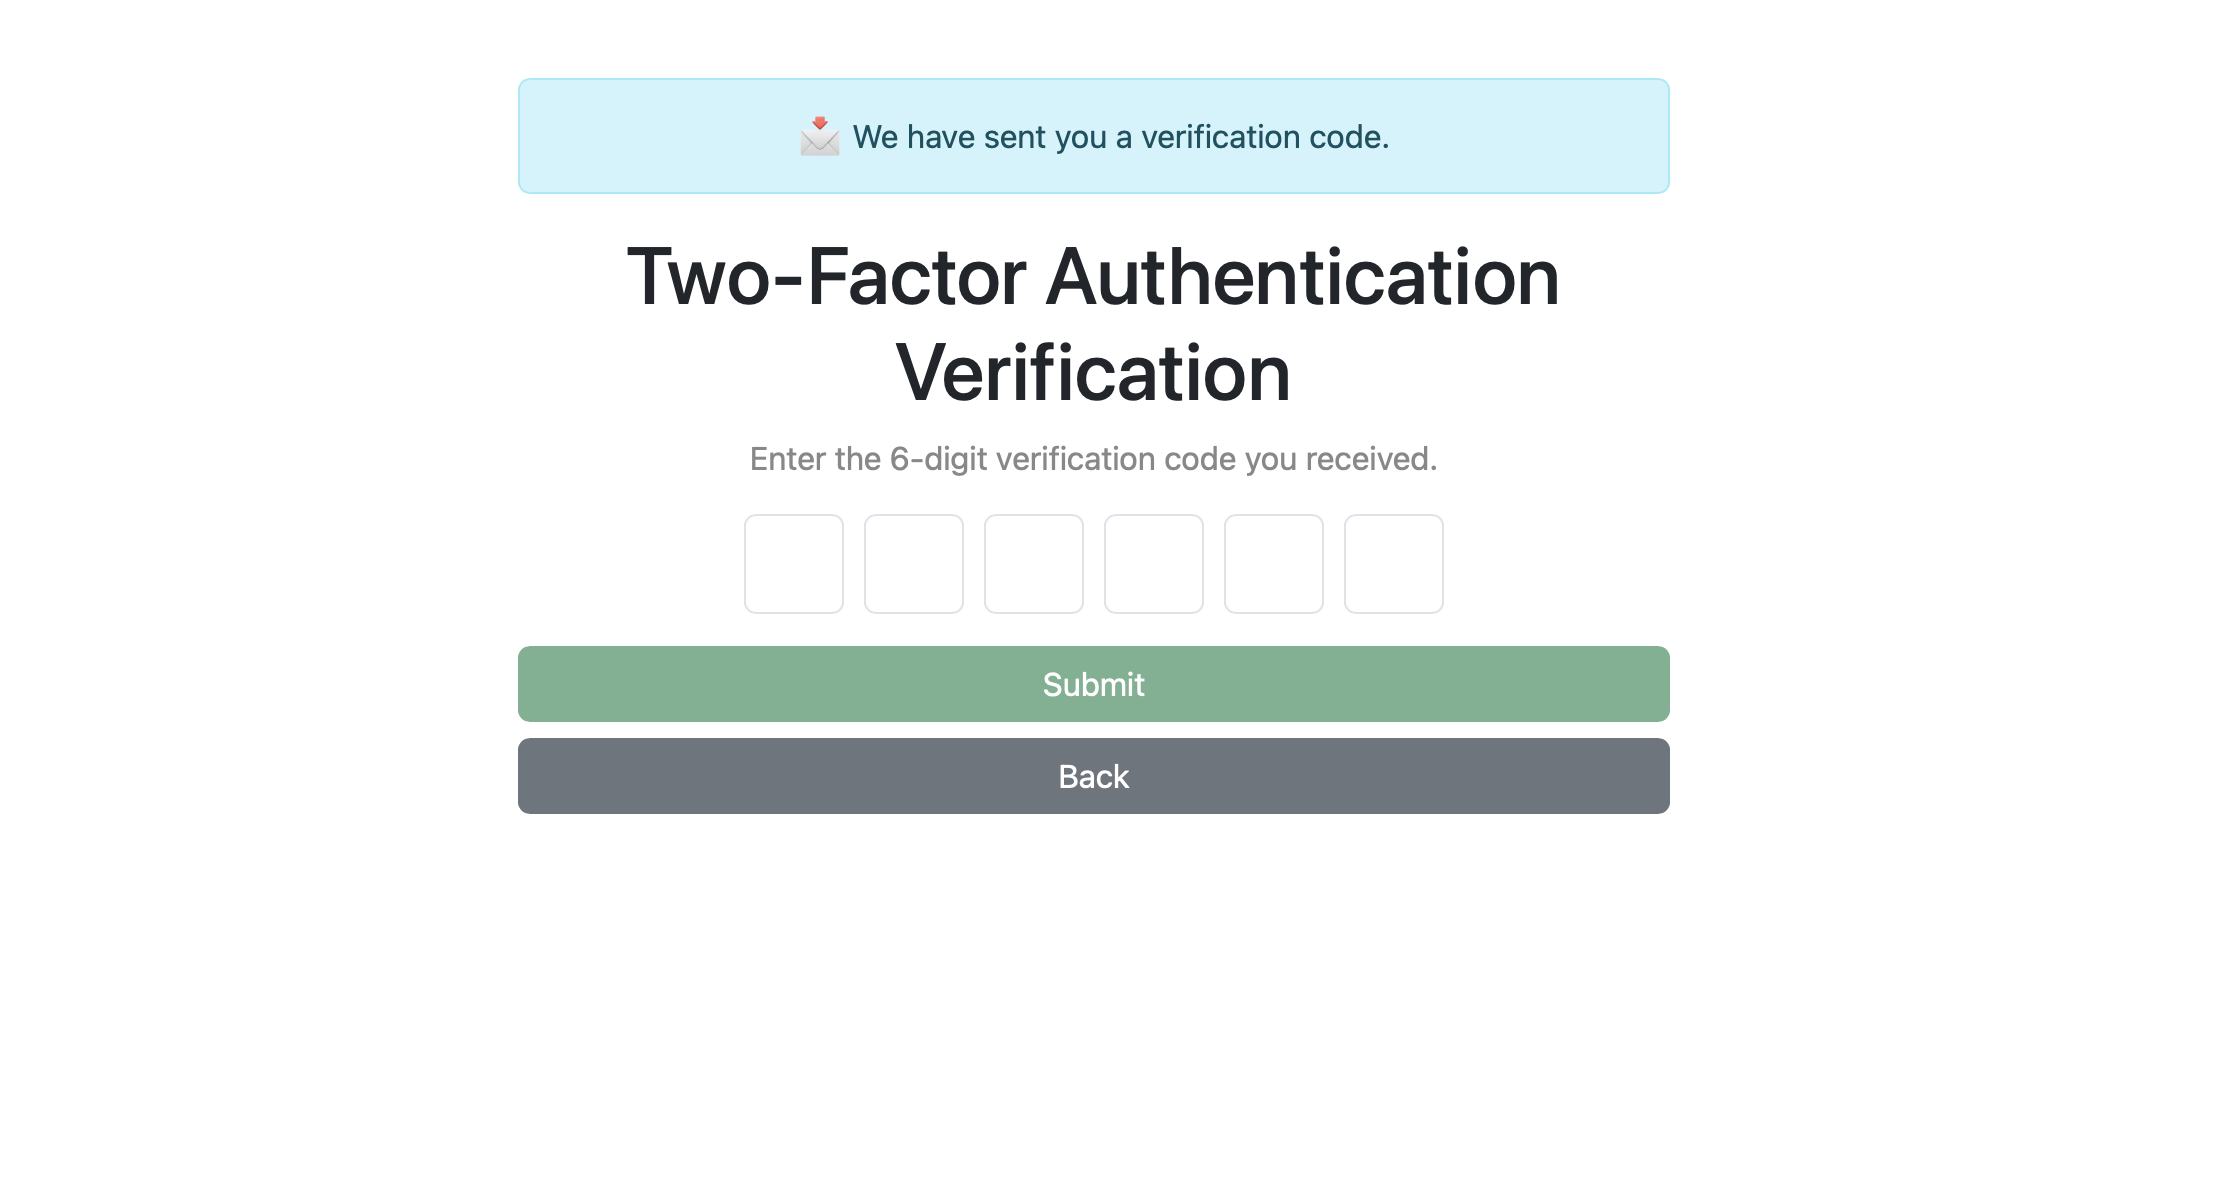 📩 We have sent you a verification code.
Two-Factor Authentication
Verification
Enter the 6-digit verification code you received.
Submit
Back